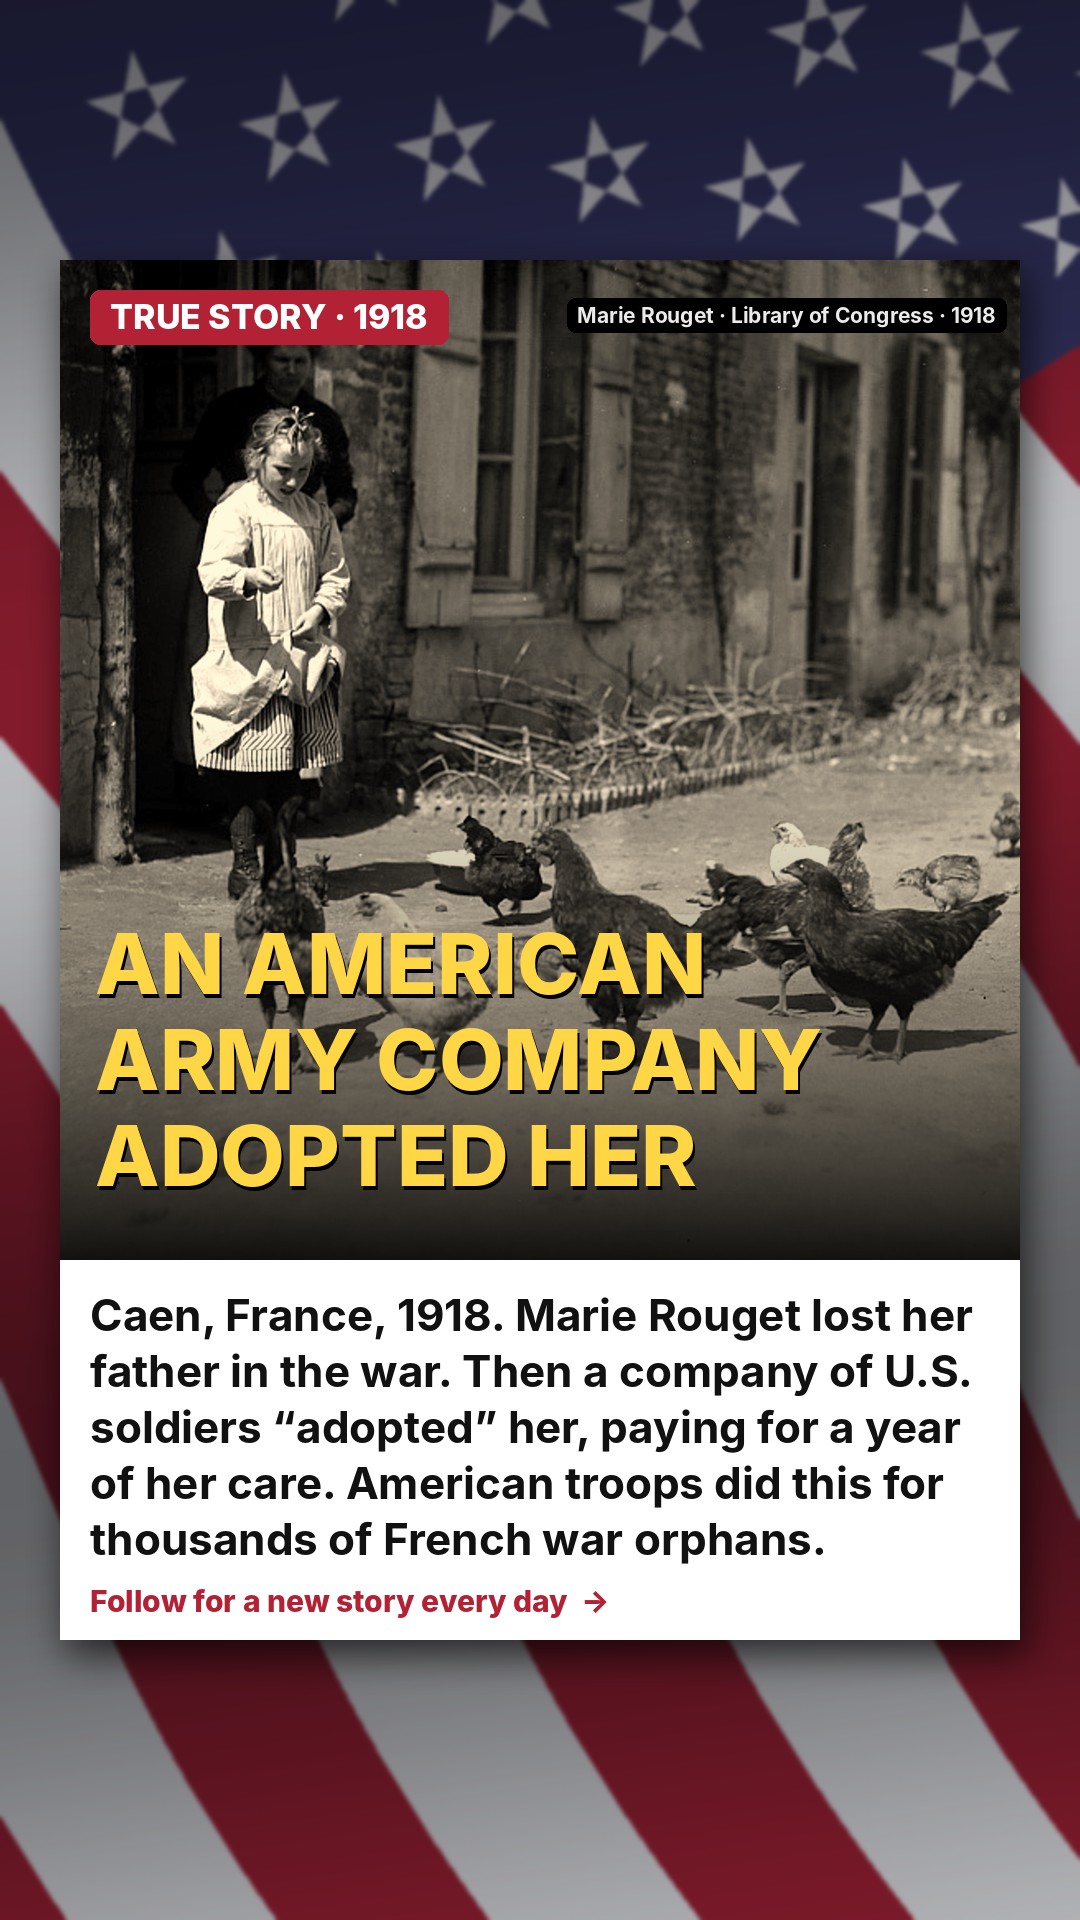 TRUE STORY · 1918
Marie Rouget · Library of Congress · 1918
AN AMERICAN
ARMY COMPANY
ADOPTED HER
Caen, France, 1918. Marie Rouget lost her
father in the war. Then a company of U.S.
soldiers “adopted” her, paying for a year
of her care. American troops did this for
thousands of French war orphans.
Follow for a new story every day →